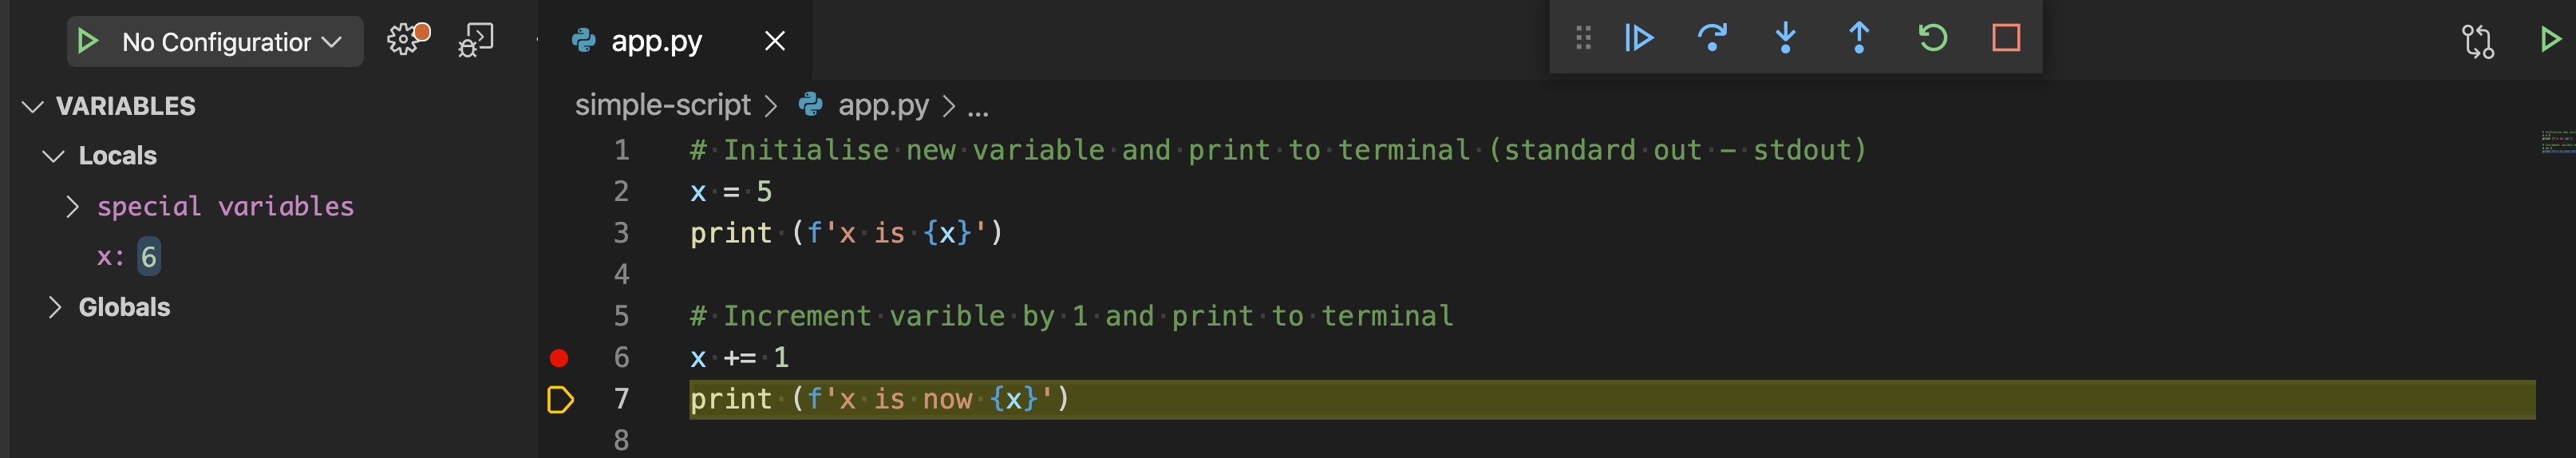 No Configuratior
VARIABLES
Locals
special variables
x: 6
Globals
app.py
simple-script > app.py > ...
1 # Initialise new variable and print to terminal (standard out - stdout)
2 x = 5
3 print (f'x is {x}')
4
5 # Increment varible by 1 and print to terminal
6 x += 1
7 print (f'x is now {x}')
8